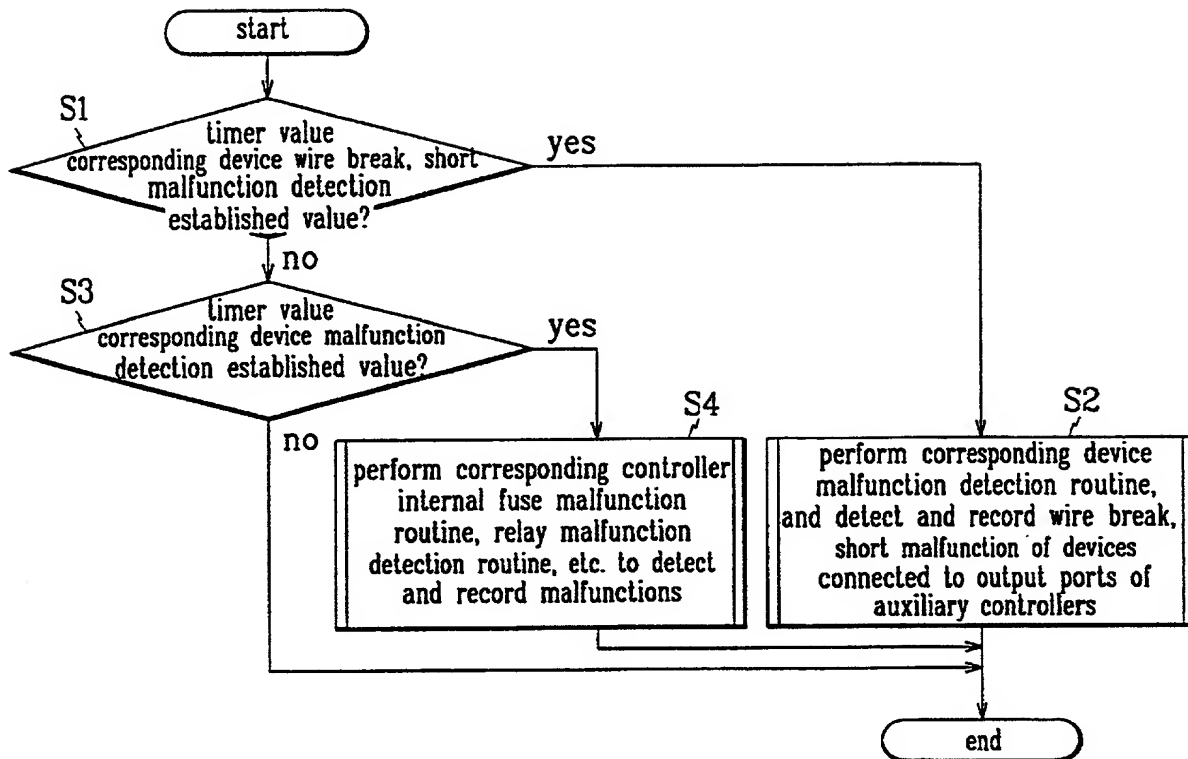 start
S1
timer value
corresponding device wire break, short
malfunction detection
established value?
yes
no
S3
timer value
corresponding device malfunction
detection established value?
yes
no
S4
perform corresponding controller
internal fuse malfunction
routine, relay malfunction
detection routine, etc. to detect
and record malfunctions
S2
perform corresponding device
malfunction detection routine,
and detect and record wire break,
short malfunction of devices
connected to output ports of
auxiliary controllers
end